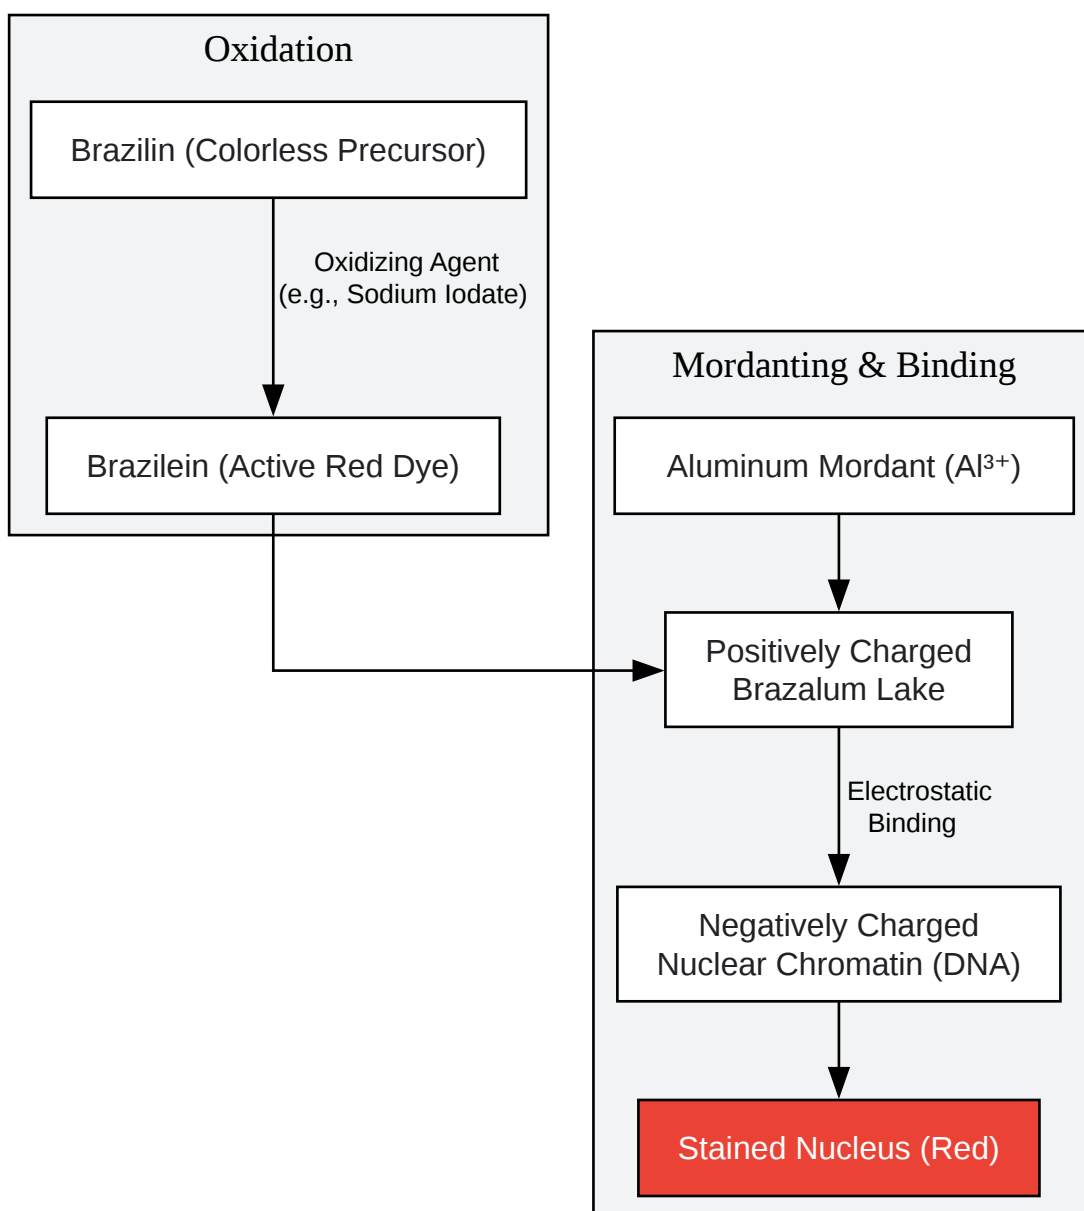 Oxidation
Brazilin (Colorless Precursor)
Oxidizing Agent
(e.g., Sodium Iodate)
Brazilein (Active Red Dye)
Mordanting & Binding
Aluminum Mordant (Al³⁺)
Positively Charged
Brazalum Lake
Electrostatic
Binding
Negatively Charged
Nuclear Chromatin (DNA)
Stained Nucleus (Red)